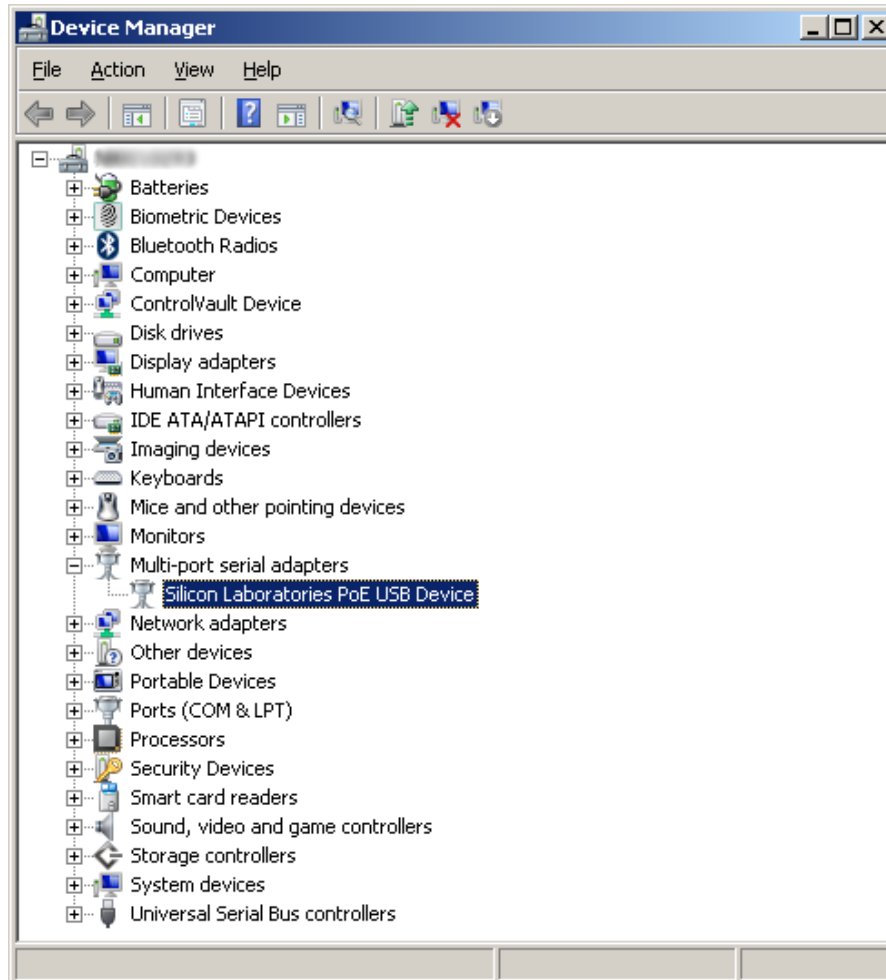 Device Manager
File Action View Help
Batteries
Biometric Devices
Bluetooth Radios
Computer
ControlVault Device
Disk drives
Display adapters
Human Interface Devices
IDE ATA/ATAPI controllers
Imaging devices
Keyboards
Mice and other pointing devices
Monitors
Multi-port serial adapters
Silicon Laboratories PoE USB Device
Network adapters
Other devices
Portable Devices
Ports (COM & LPT)
Processors
Security Devices
Smart card readers
Sound, video and game controllers
Storage controllers
System devices
Universal Serial Bus controllers